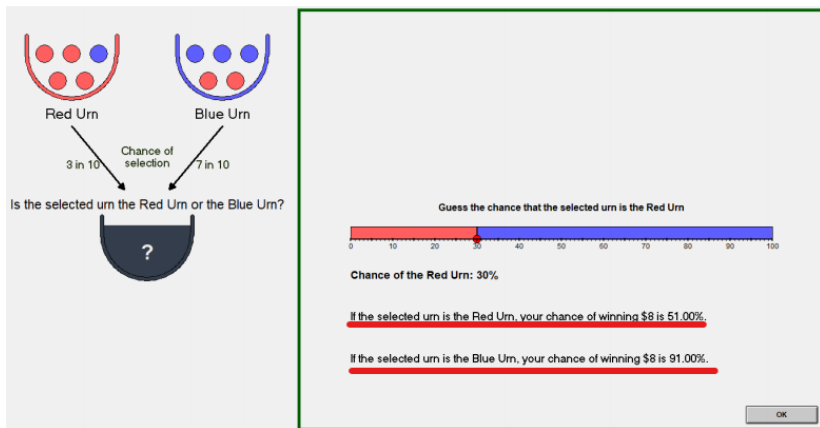 Red Urn
Blue Urn
Chance of
selection
3 in 10
7 in 10
Is the selected urn the Red Urn or the Blue Urn?
?
Guess the chance that the selected urn is the Red Urn
0 10 20 30 40 50 60 70 80 90 100
Chance of the Red Urn: 30%
If the selected urn is the Red Urn, your chance of winning $8 is 51.00%.
If the selected urn is the Blue Urn, your chance of winning $8 is 91.00%.
OK